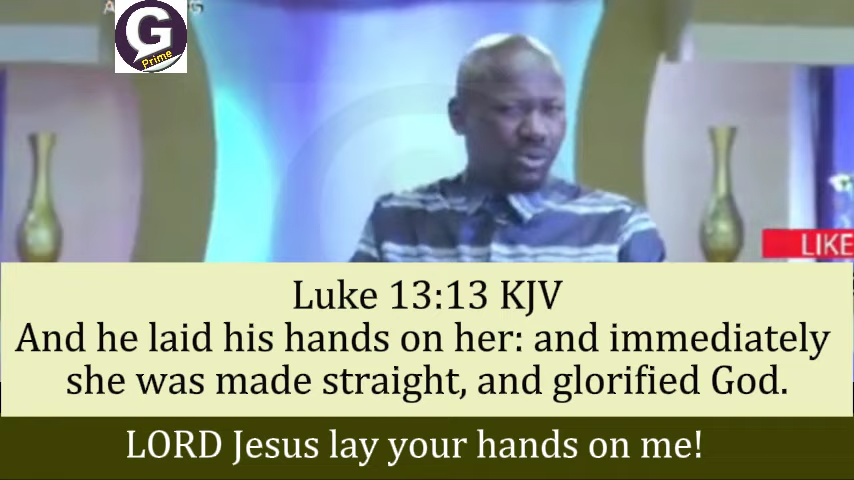 G
Prime
LIKE
Luke 13:13 KJV
And he laid his hands on her: and immediately
she was made straight, and glorified God.
LORD Jesus lay your hands on me!